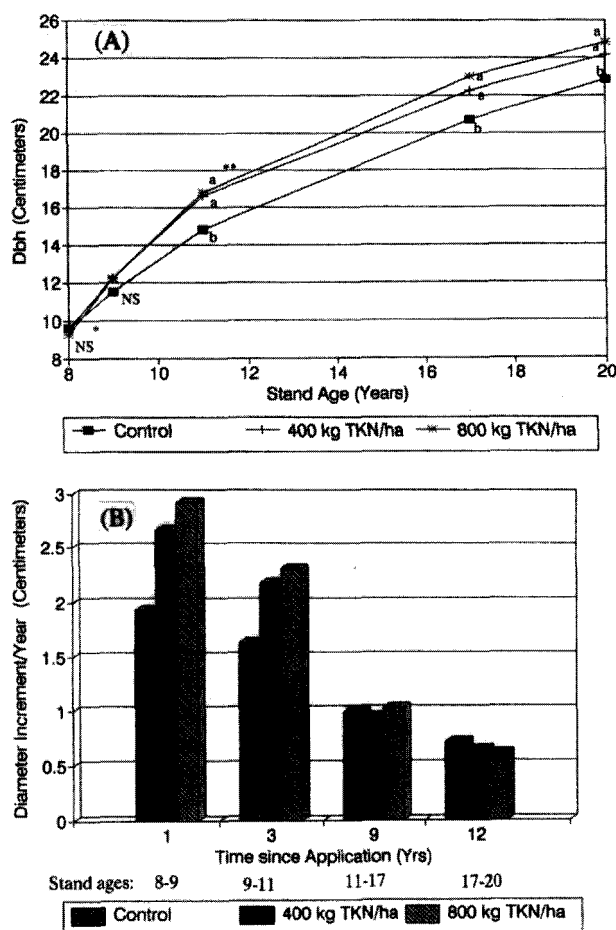 (A)
26
24
22
20
18
16
14
12
10
8
Dbh (Centimeters)
a
a
b
a
a
b
a **
a
b
NS
NS *
8 10 12 14 16 18 20
Stand Age (Years)
Control 400 kg TKN/ha 800 kg TKN/ha
(B)
3
2.5
2
1.5
1
0.5
0
Diameter Increment/Year (Centimeters)
1 3 9 12
Time since Application (Yrs)
Stand ages: 8-9 9-11 11-17 17-20
Control 400 kg TKN/ha 800 kg TKN/ha